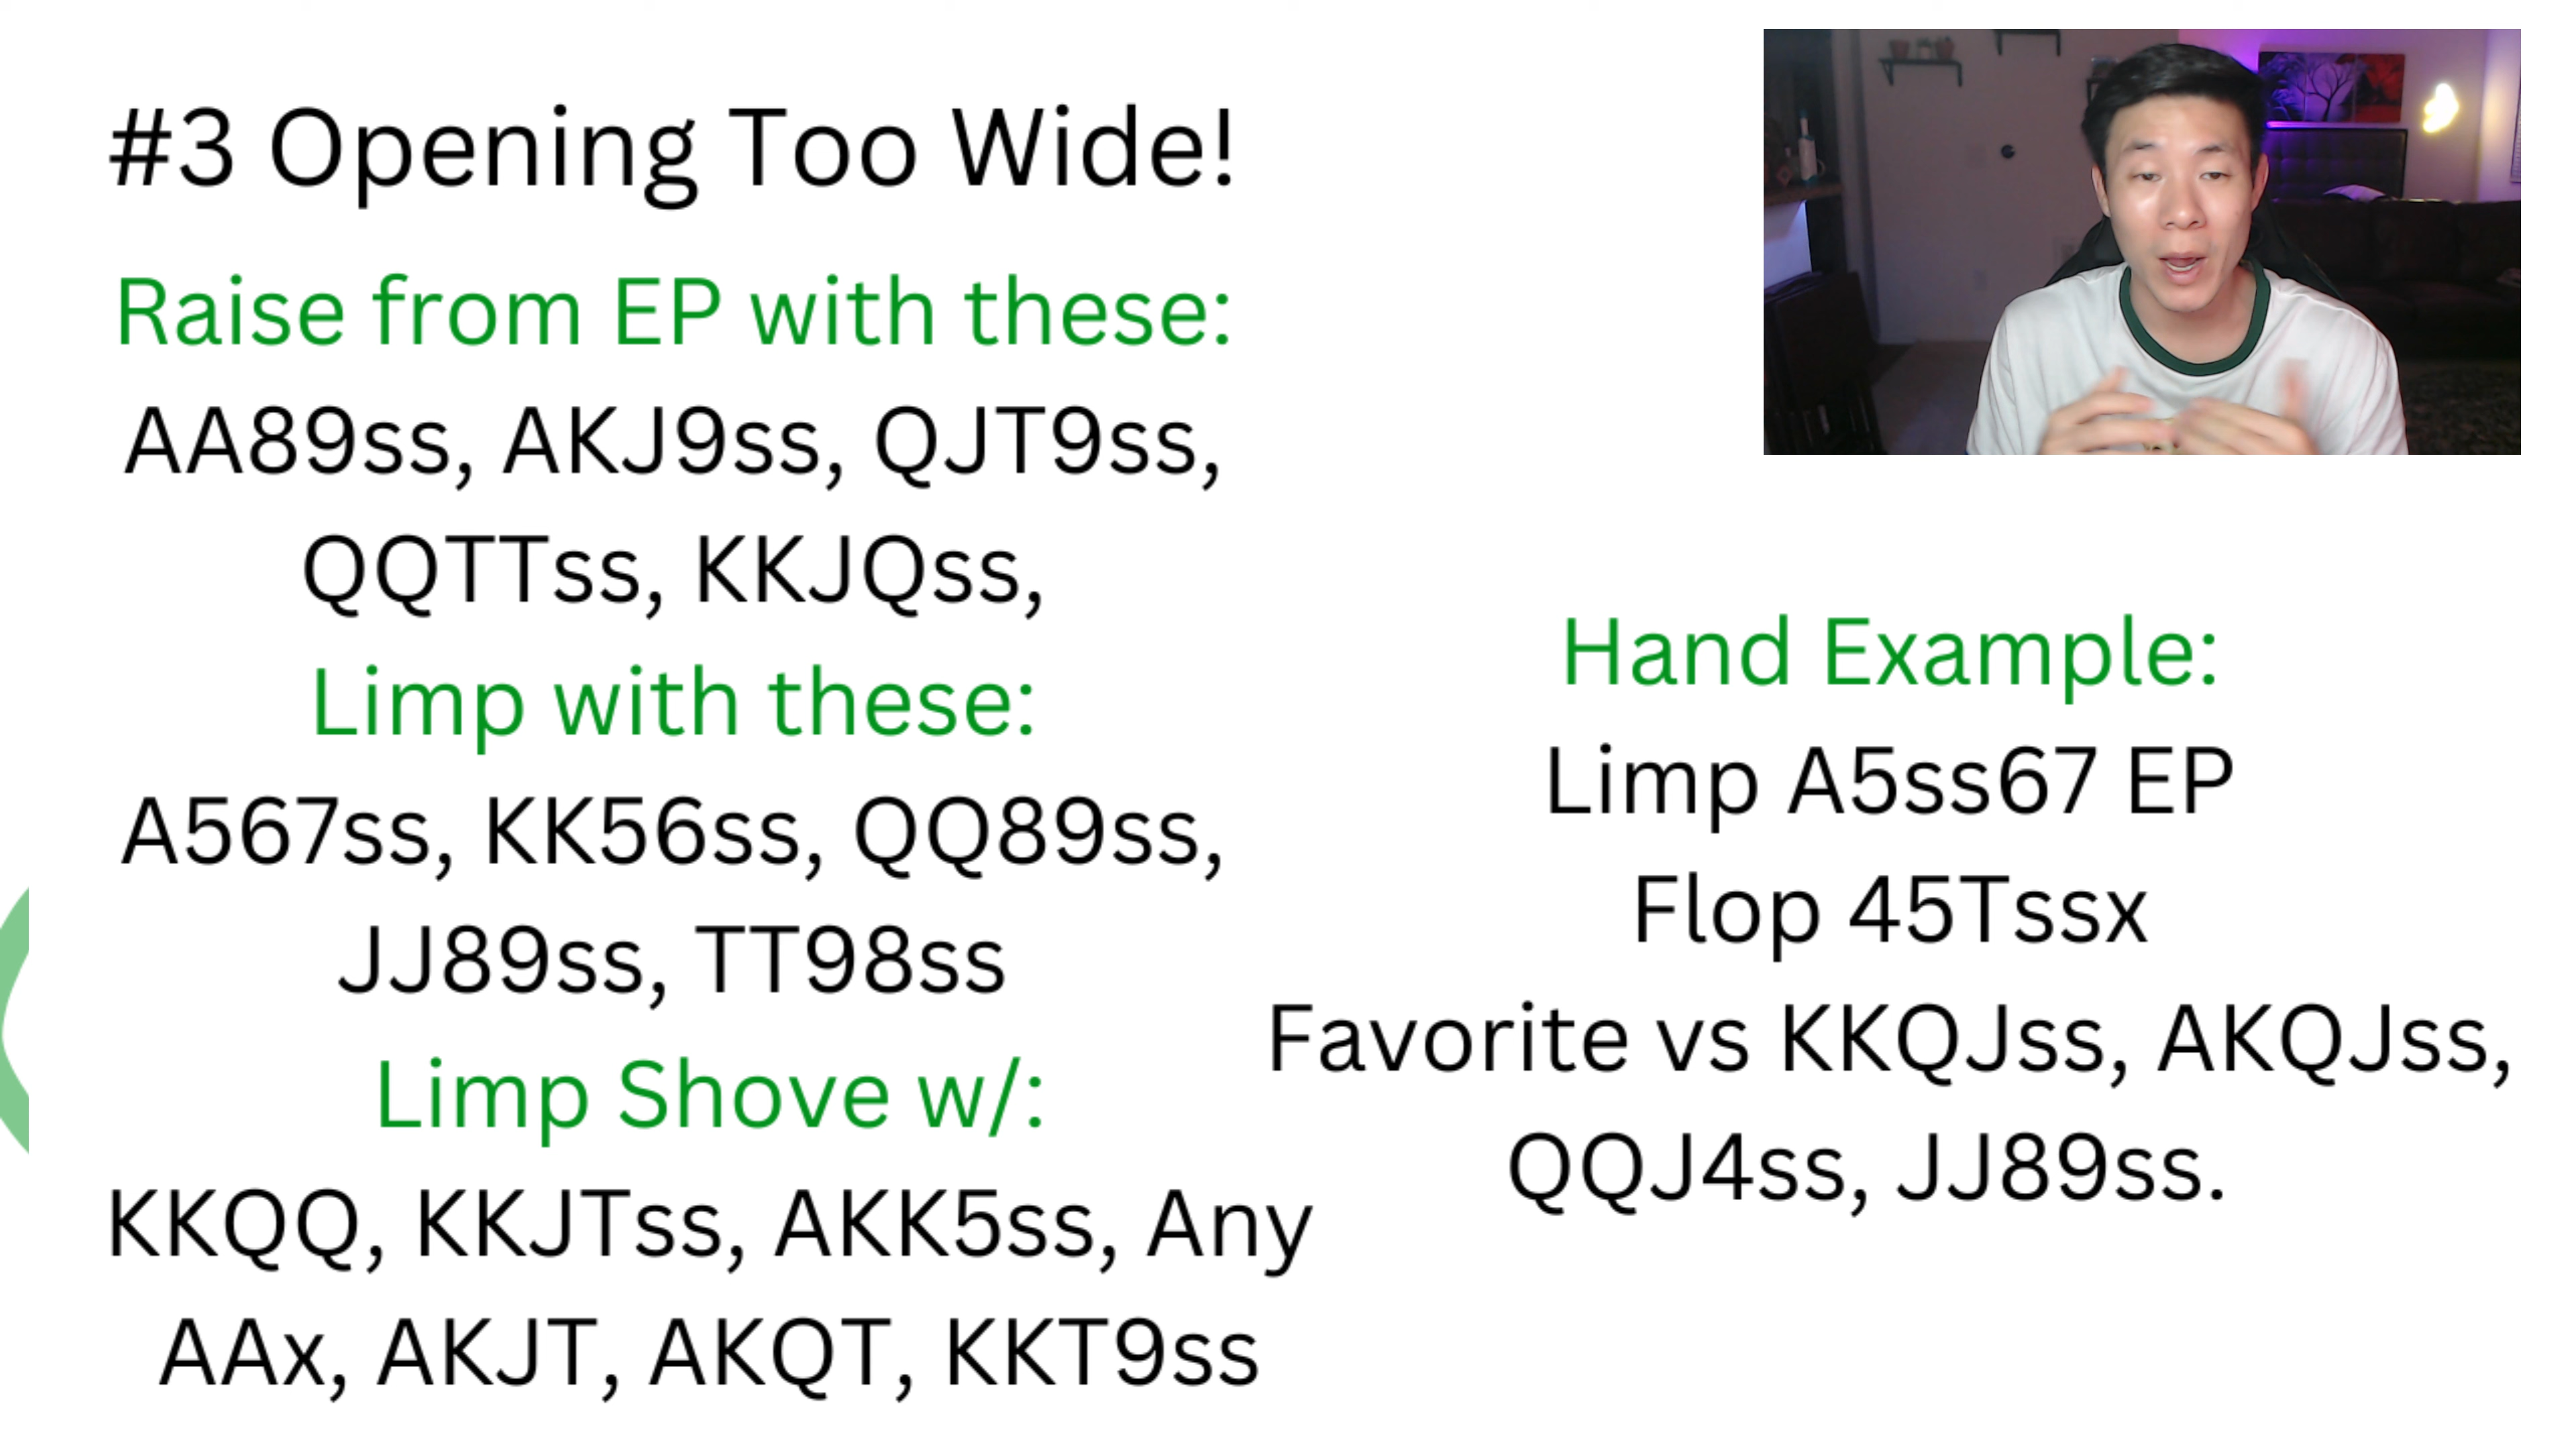 #3 Opening Too Wide!
Raise from EP with these:
AA89ss, AKJ9ss, QJT9ss,
QQTTss, KKJQss,
Limp with these:
A567ss, KK56ss, QQ89ss,
JJ89ss, TT98ss
Limp Shove w/:
KKQQ, KKJTss, AKK5ss, Any
AAx, AKJT, AKQT, KKT9ss
Hand Example:
Limp A5ss67 EP
Flop 45Tssx
Favorite vs KKQJss, AKQJss,
QQJ4ss, JJ89ss.